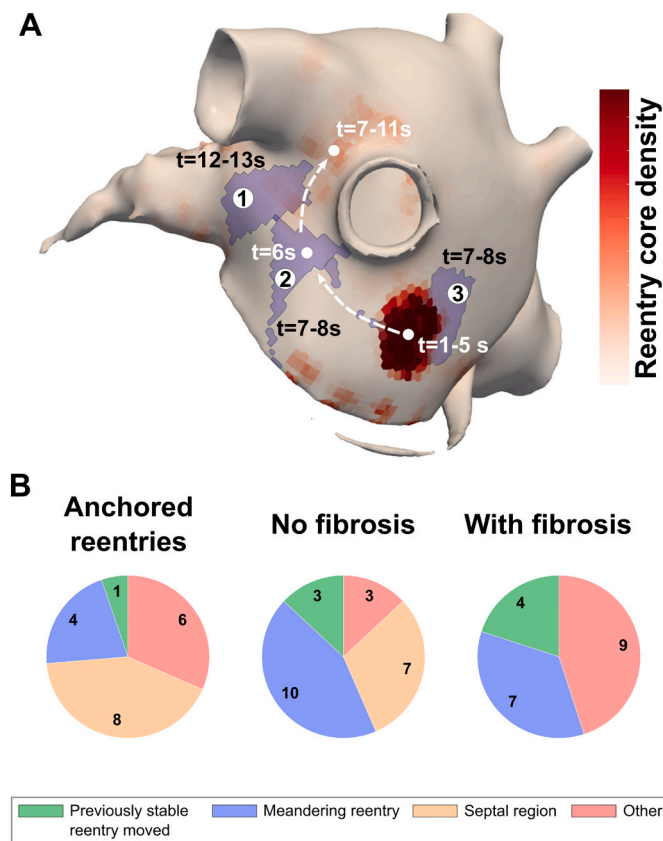 A
t=7-11s
t=12-13s
1
t=6s
2
t=7-8s
3
t=7-8s
t=1-5 s
Reentry core density
B
Anchored
reentries
No fibrosis
With fibrosis
1
4
6
8
3
3
10
7
4
9
7
Previously stable
reentry moved
Meandering reentry
Septal region
Other